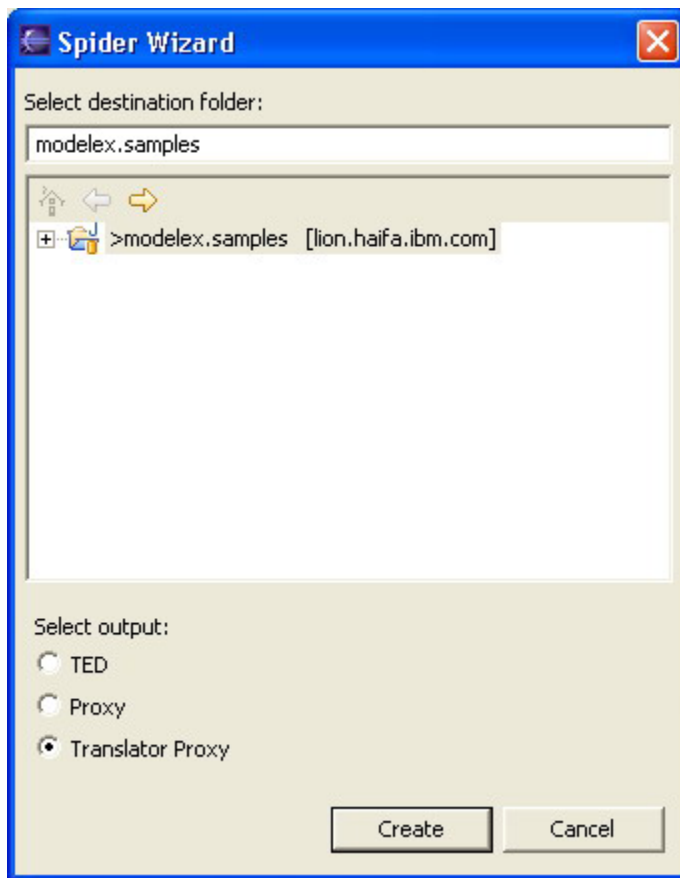 Spider Wizard
Select destination folder:
modelex.samples
>modelex.samples [lion.haifa.ibm.com]
Select output:
TED
Proxy
Translator Proxy
Create Cancel